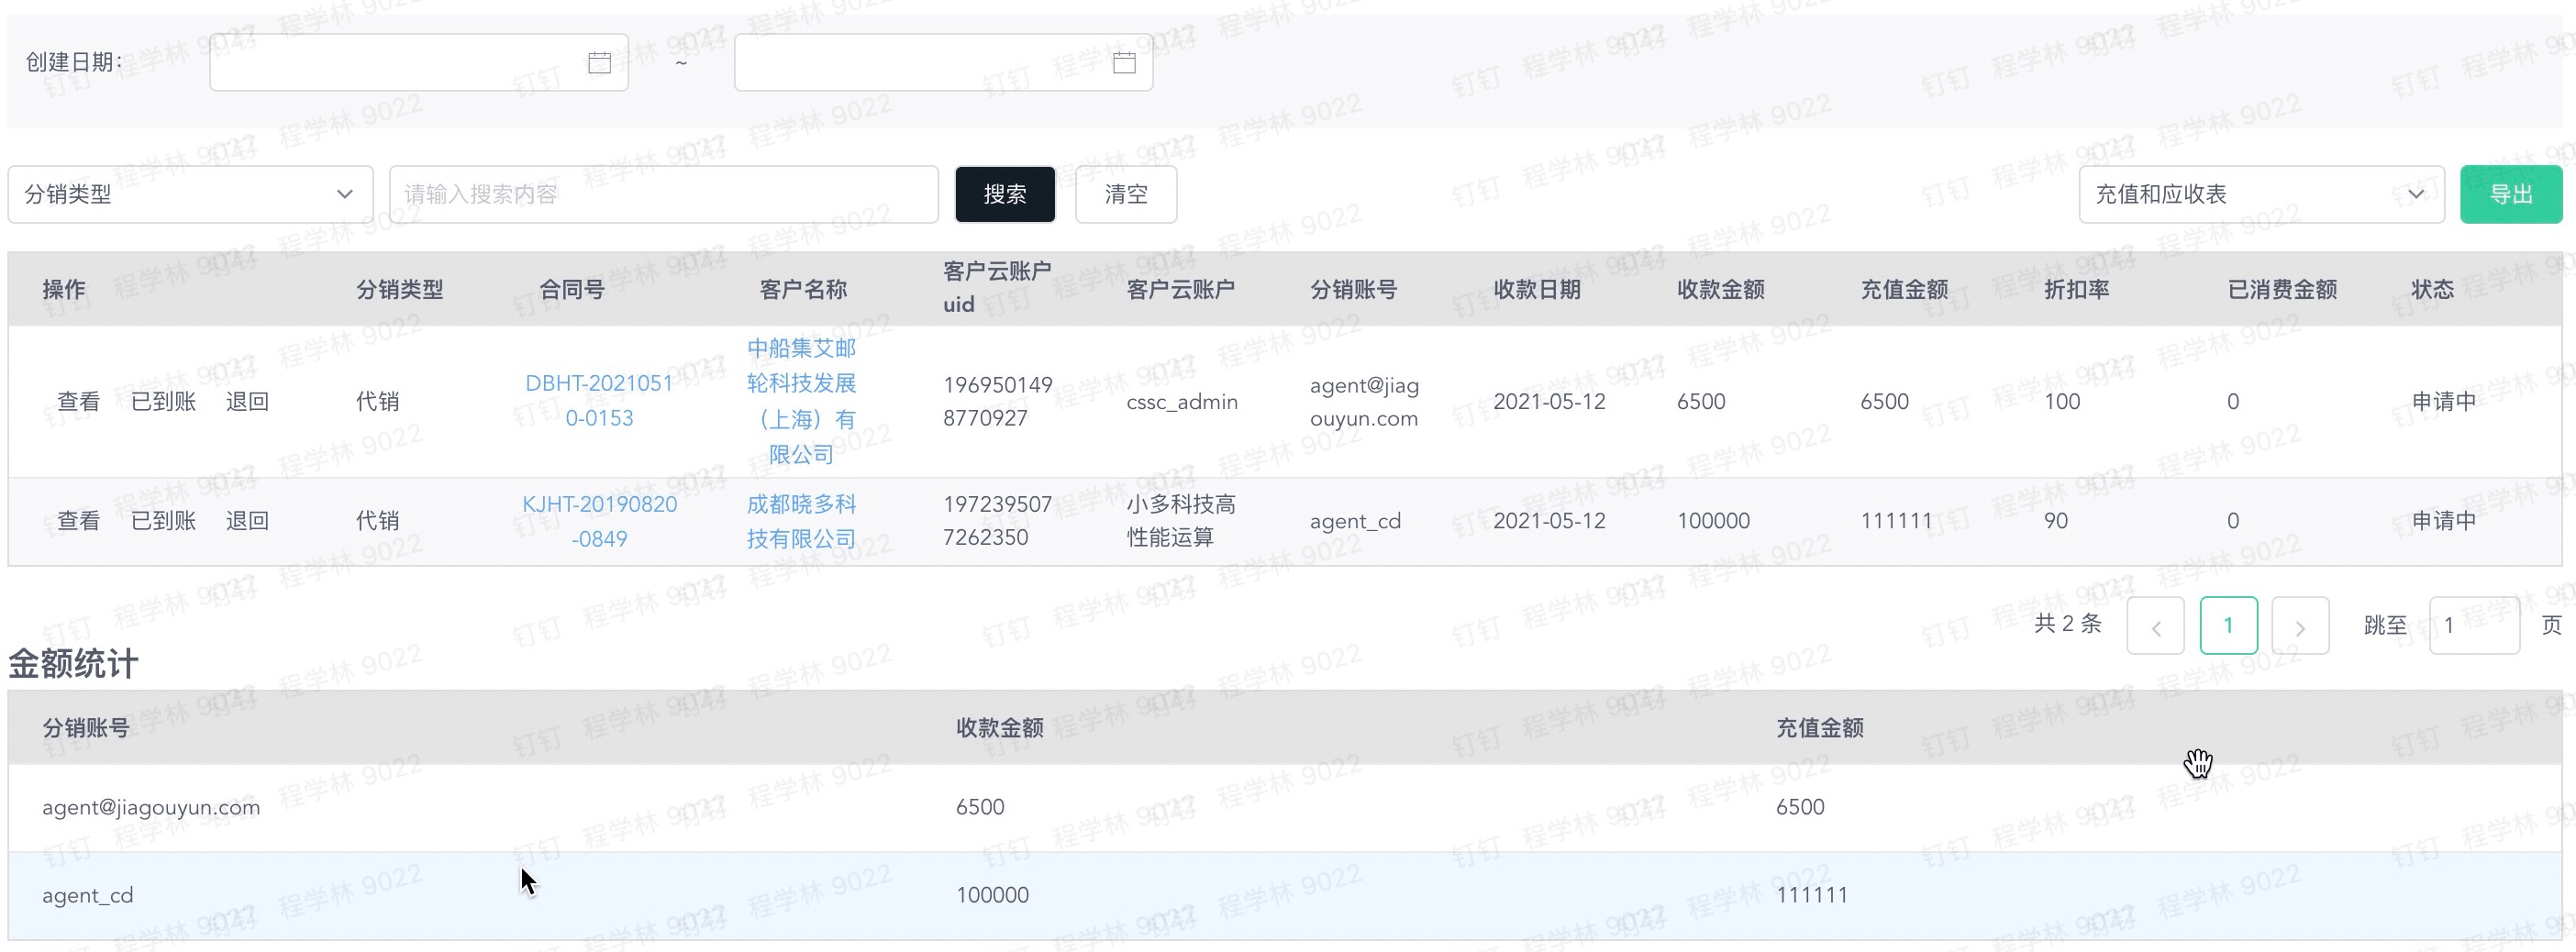 创建日期:
~
分销类型
请输入搜索内容
搜索
清空
充值和应收表
导出
操作
分销类型
合同号
客户名称
客户云账户
uid
客户云账户
分销账号
收款日期
收款金额
充值金额
折扣率
已消费金额
状态
查看
已到账
退回
代销
DBHT-2021051
0-0153
中船集艾邮
轮科技发展
（上海）有
限公司
196950149
8770927
cssc_admin
agent@jiag
ouyun.com
2021-05-12
6500
6500
100
0
申请中
查看
已到账
退回
代销
KJHT-20190820
-0849
成都晓多科
技有限公司
197239507
7262350
小多科技高
性能运算
agent_cd
2021-05-12
100000
111111
90
0
申请中
共 2 条
1
跳至
1
页
金额统计
分销账号
收款金额
充值金额
agent@jiagouyun.com
6500
6500
agent_cd
100000
111111
钉钉
程学林 9022